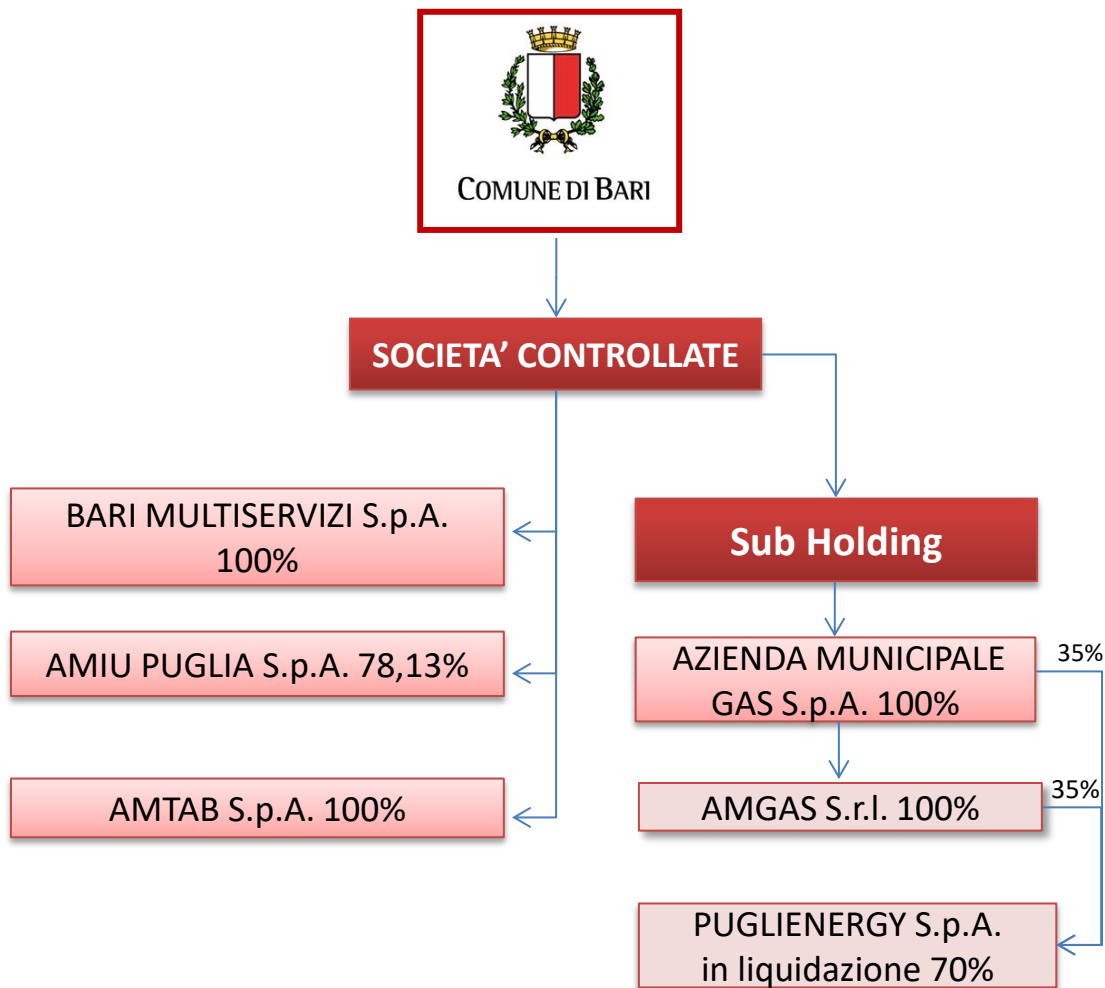 COMUNE DI BARI
SOCIETA’ CONTROLLATE
BARI MULTISERVIZI S.p.A.
100%
AMIU PUGLIA S.p.A. 78,13%
AMTAB S.p.A. 100%
Sub Holding
AZIENDA MUNICIPALE
GAS S.p.A. 100%
35%
AMGAS S.r.l. 100%
35%
PUGLIENERGY S.p.A.
in liquidazione 70%